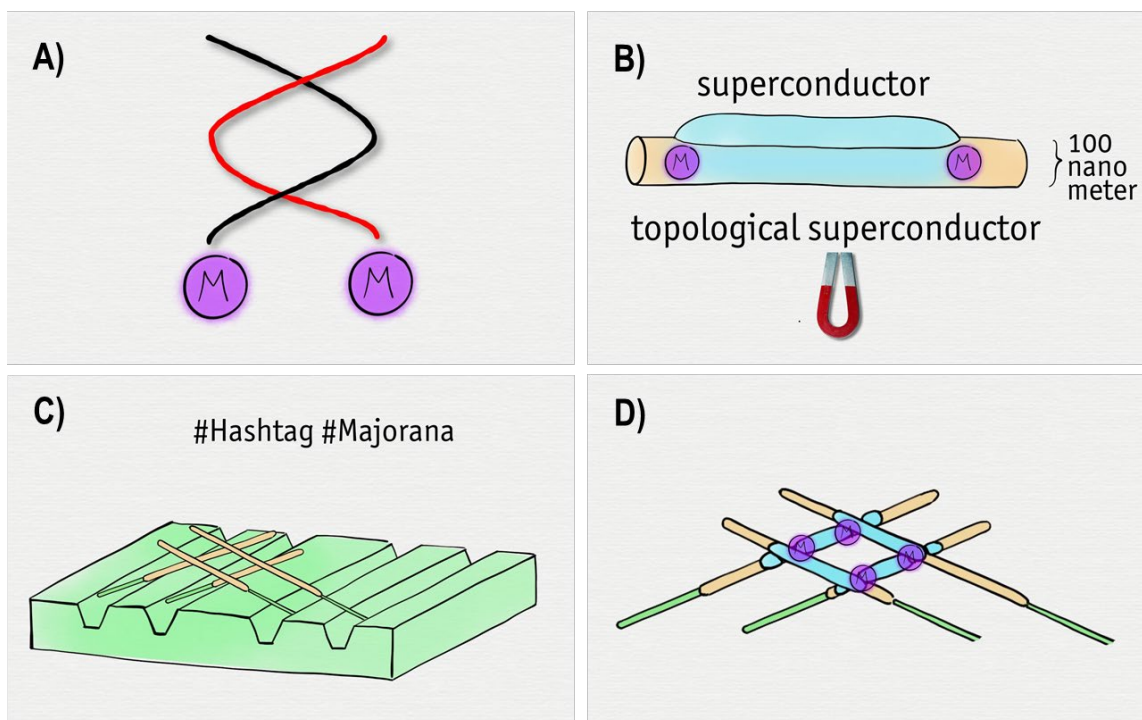 A)
M M
B)
superconductor
M M
100
nano
meter
topological superconductor
C)
#Hashtag #Majorana
D)
M
M
M
M